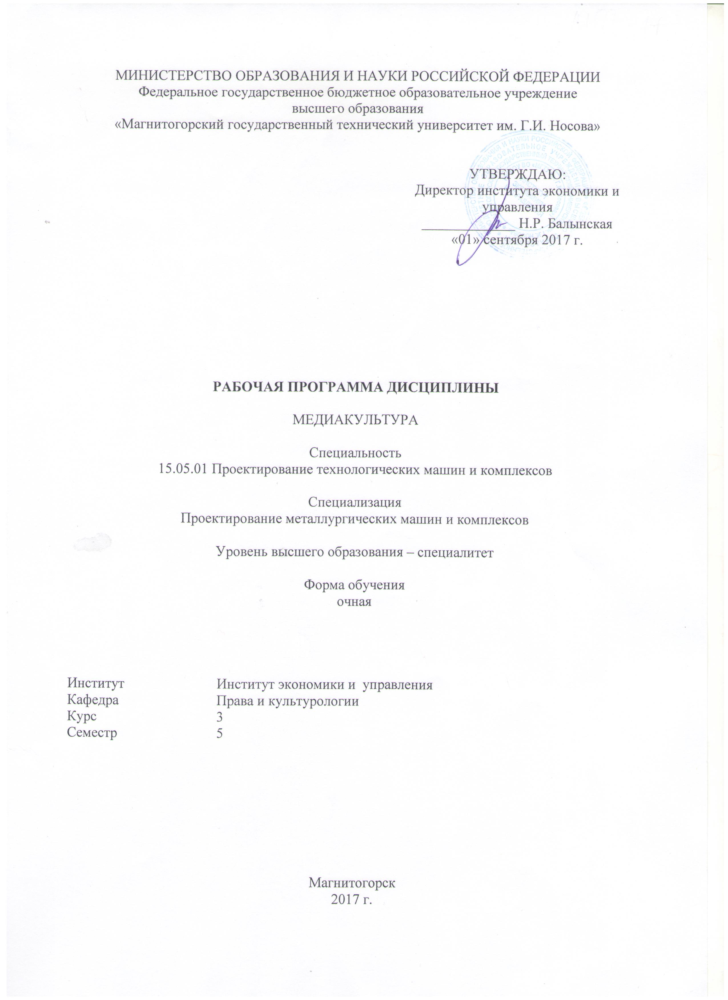 МИНИСТЕРСТВО ОБРАЗОВАНИЯ И НАУКИ РОССИЙСКОЙ ФЕДЕРАЦИИ
Федеральное государственное бюджетное образовательное учреждение
высшего образования
«Магнитогорский государственный технический университет им. Г.И. Носова»
УТВЕРЖДАЮ:
Директор института экономики и
управления
_____________ Н.Р. Балынская
«01» сентября 2017 г.
РАБОЧАЯ ПРОГРАММА ДИСЦИПЛИНЫ
МЕДИАКУЛЬТУРА
Специальность
15.05.01 Проектирование технологических машин и комплексов
Специализация
Проектирование металлургических машин и комплексов
Уровень высшего образования – специалитет
Форма обучения
очная
Институт Институт экономики и управления
Кафедра Права и культурологии
Курс 3
Семестр 5
Магнитогорск
2017 г.